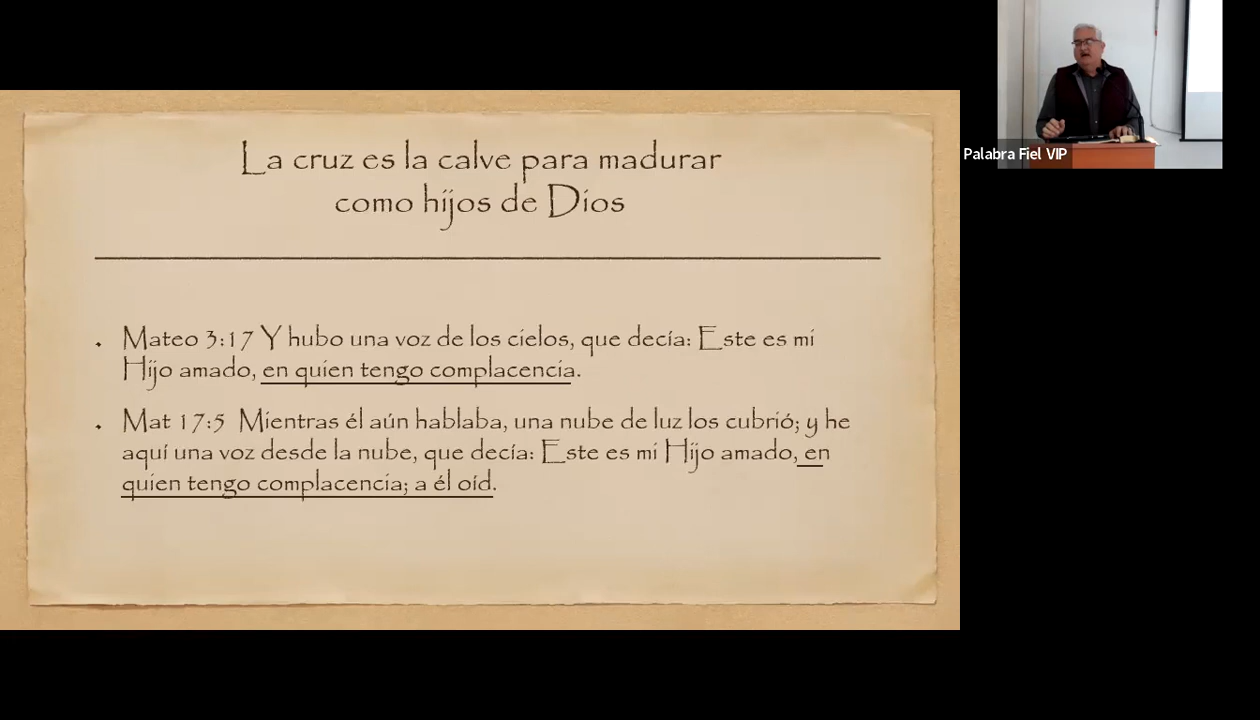 La cruz es la calve para madurar
como hijos de Dios
Mateo 3:17 Y hubo una voz de los cielos, que decía: Este es mi
Hijo amado, en quien tengo complacencia.
Mat 17:5 Mientras él aún hablaba, una nube de luz los cubrió; y he
aquí una voz desde la nube, que decía: Este es mi Hijo amado, en
quien tengo complacencia; a él oíd.
Palabra Fiel VIP